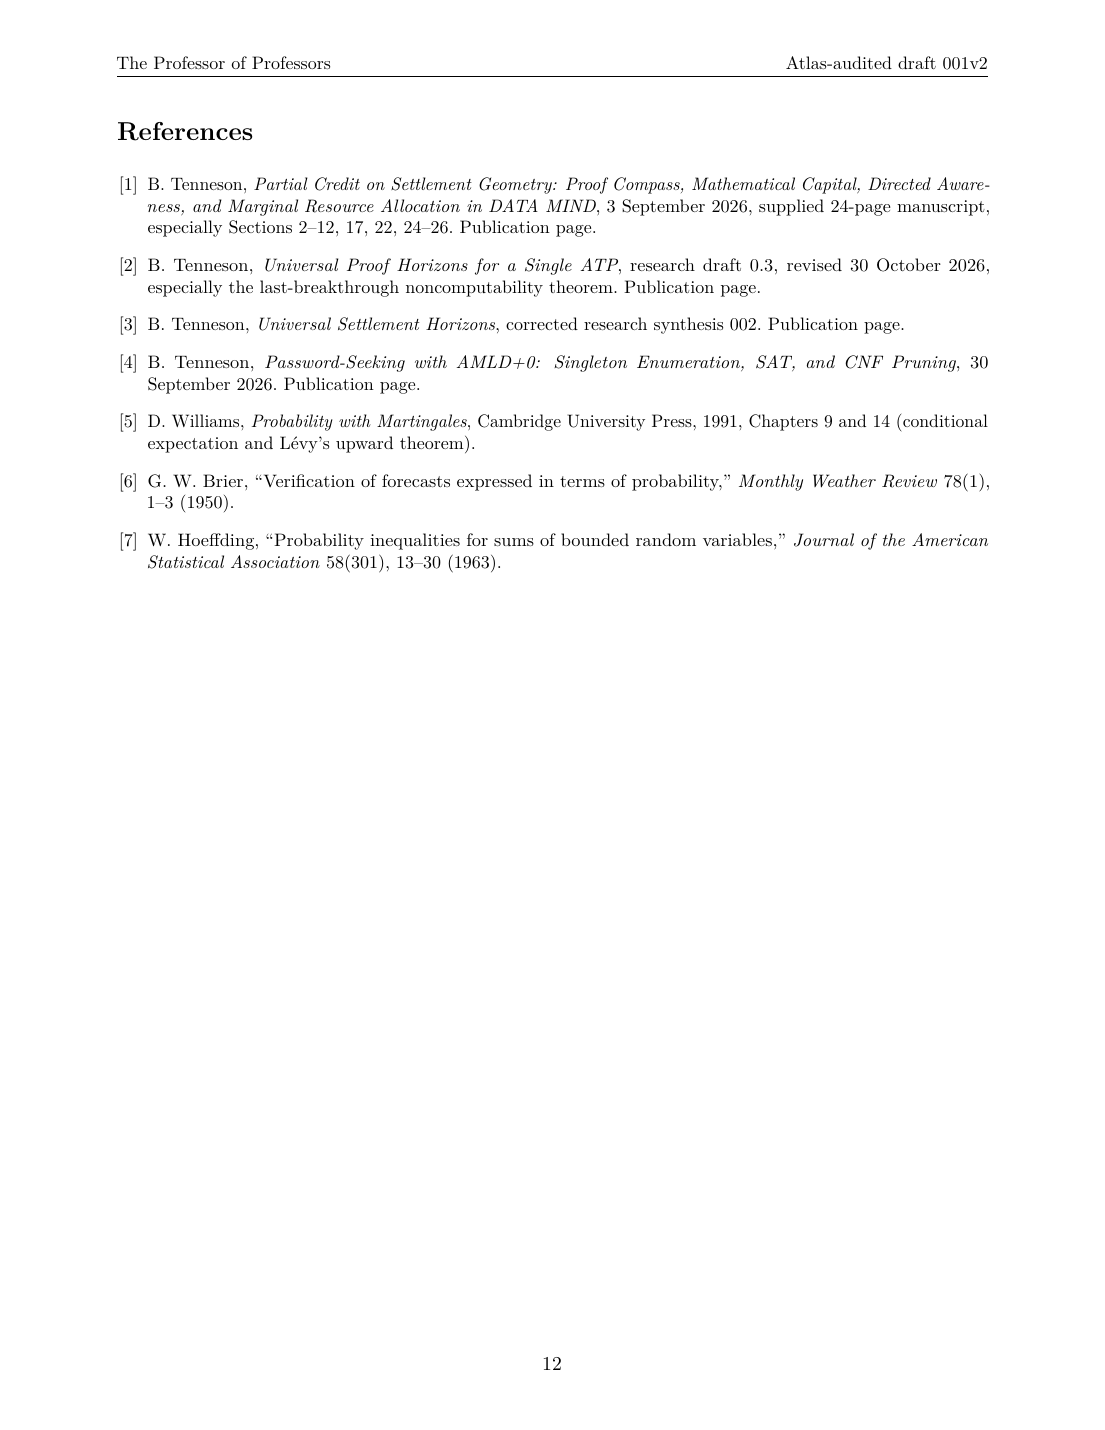 The Professor of Professors Atlas-audited draft 001v2
References
[1] B. Tenneson, Partial Credit on Settlement Geometry: Proof Compass, Mathematical Capital, Directed Aware-
ness, and Marginal Resource Allocation in DATA MIND, 3 September 2026, supplied 24-page manuscript,
especially Sections 2–12, 17, 22, 24–26. Publication page.
[2] B. Tenneson, Universal Proof Horizons for a Single ATP, research draft 0.3, revised 30 October 2026,
especially the last-breakthrough noncomputability theorem. Publication page.
[3] B. Tenneson, Universal Settlement Horizons, corrected research synthesis 002. Publication page.
[4] B. Tenneson, Password-Seeking with AMLD+0: Singleton Enumeration, SAT, and CNF Pruning, 30
September 2026. Publication page.
[5] D. Williams, Probability with Martingales, Cambridge University Press, 1991, Chapters 9 and 14 (conditional
expectation and Lévy’s upward theorem).
[6] G. W. Brier, “Verification of forecasts expressed in terms of probability,” Monthly Weather Review 78(1),
1–3 (1950).
[7] W. Hoeffding, “Probability inequalities for sums of bounded random variables,” Journal of the American
Statistical Association 58(301), 13–30 (1963).
12